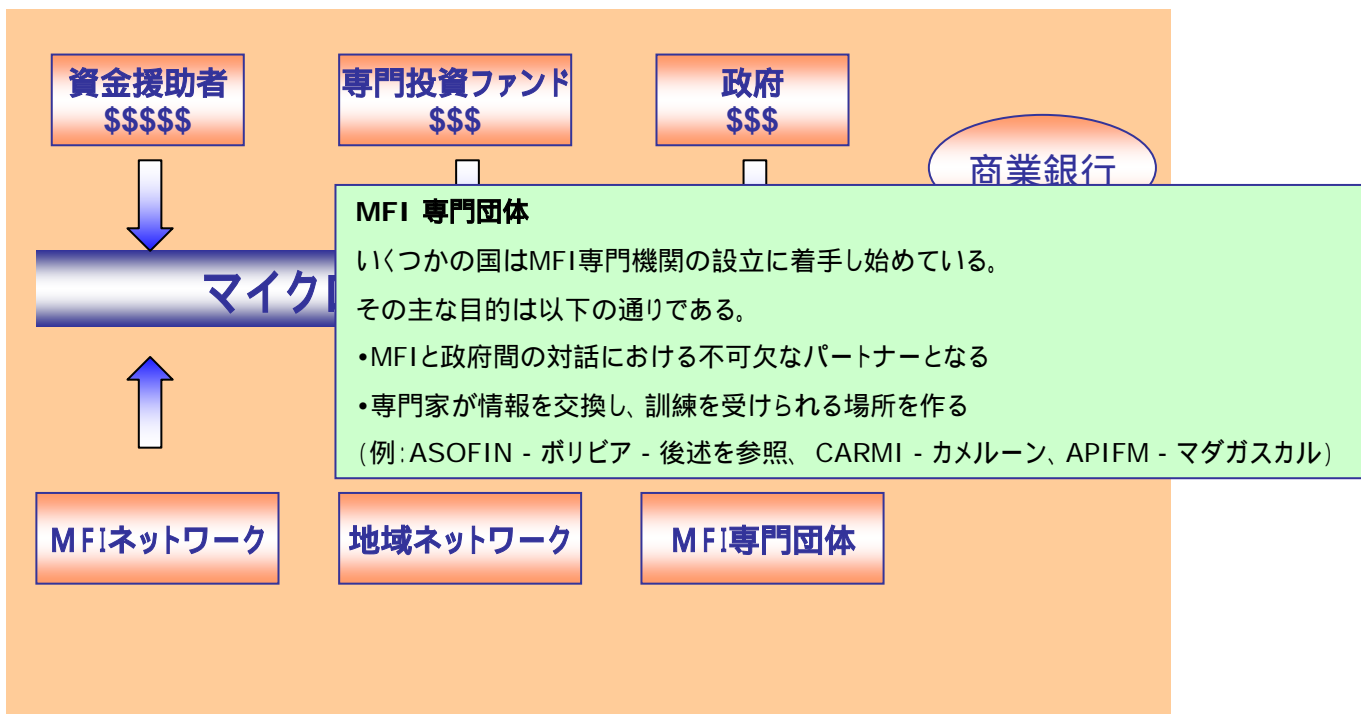 資金援助者
$$$$$
専門投資ファンド
$$$
政府
$$$
商業銀行
MFI 専門団体
いくつかの国はMFI専門機関の設立に着手し始めている。
その主な目的は以下の通りである。
•MFIと政府間の対話における不可欠なパートナーとなる
•専門家が情報を交換し、訓練を受けられる場所を作る
(例:ASOFIN - ボリビア - 後述を参照、 CARMI - カメルーン、APIFM - マダガスカル)
マイク
MFIネットワーク
地域ネットワーク
MFI専門団体